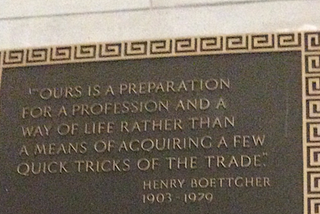 "OURS IS A PREPARATION
FOR A PROFESSION AND A
WAY OF LIFE RATHER THAN
A MEANS OF ACQUIRING A FEW
QUICK TRICKS OF THE TRADE."
HENRY BOETTCHER
1903-1979